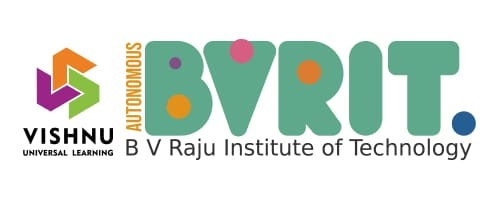 VISHNU
UNIVERSAL LEARNING
AUTONOMOUS
BVRIT.
B V Raju Institute of Technology